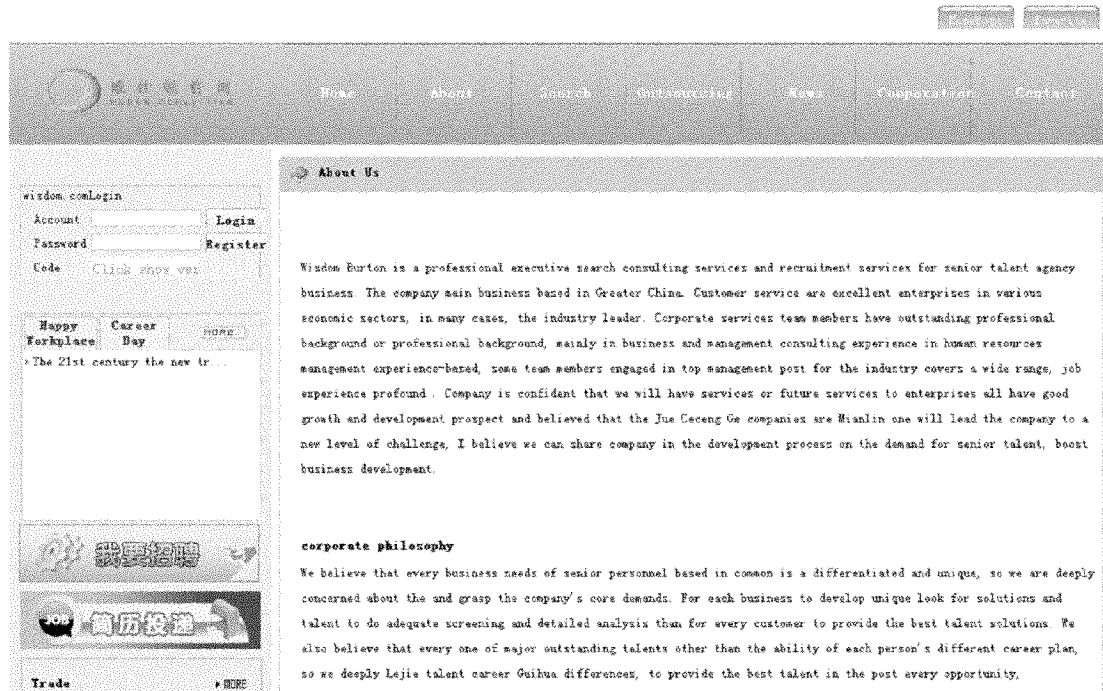 Home About Search Outsourcing News Cooperation Contact
About Us
wisdom.comLogin
Account Login
Password Register
Code Click show ver
Happy Workplace Career Day
›The 21st century the new tr...
我要招聘
JOB 简历投递
Trade ▸MORE
Wisdom Burton is a professional executive search consulting services and recruitment services for senior talent agency
business. The company main business based in Greater China. Customer service are excellent enterprises in various
economic sectors, in many cases, the industry leader. Corporate services team members have outstanding professional
background or professional background, mainly in business and management consulting experience in human resources
management experience-based, some team members engaged in top management post for the industry covers a wide range, job
experience profound . Company is confident that we will have services or future services to enterprises all have good
growth and development prospect and believed that the Jue Ceceng Ge companies are Mianlin one will lead the company to a
new level of challenge, I believe we can share company in the development process on the demand for senior talent, boost
business development.
corporate philosophy
We believe that every business needs of senior personnel based in common is a differentiated and unique, so we are deeply
concerned about the and grasp the company's core demands. For each business to develop unique look for solutions and
talent to do adequate screening and detailed analysis than for every customer to provide the best talent solutions. We
also believe that every one of major outstanding talents other than the ability of each person's different career plan,
so we deeply Lejie talent career Guihua differences, to provide the best talent in the post every opportunity,